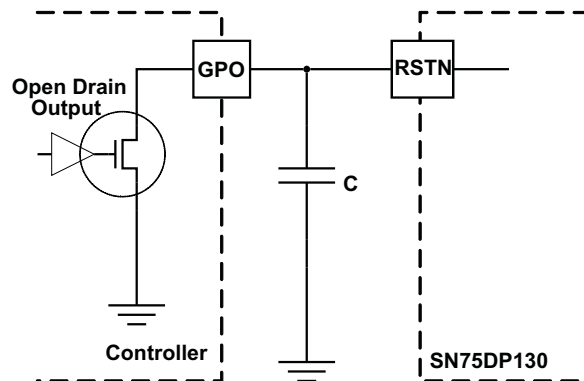 GPO
RSTN
Open Drain
Output
C
Controller
SN75DP130